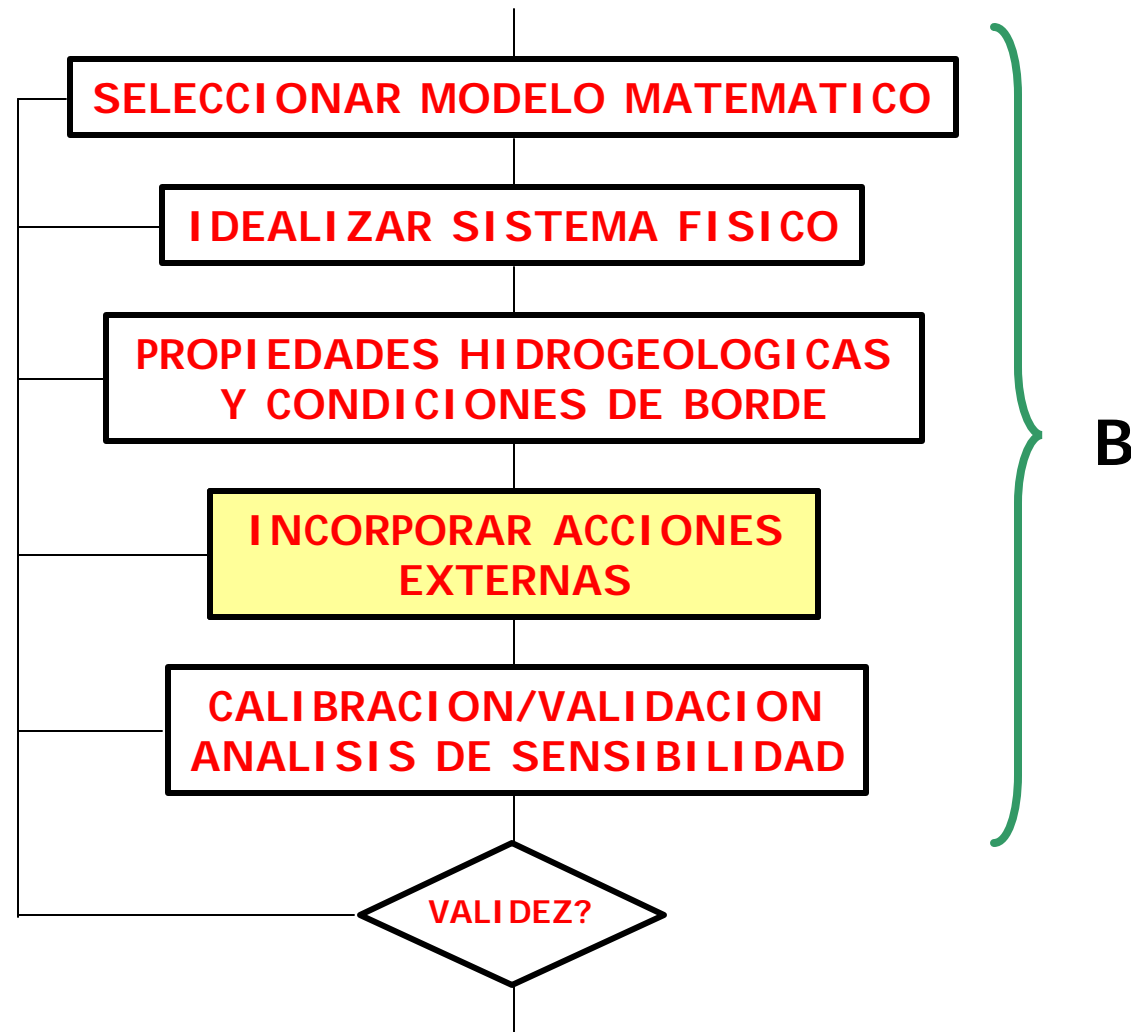 SELECCIONAR MODELO MATEMATICO
IDEALIZAR SISTEMA FISICO
PROPIEDADES HIDROGEOLOGICAS
Y CONDICIONES DE BORDE
B
INCORPORAR ACCIONES
EXTERNAS
CALIBRACION/VALIDACION
ANALISIS DE SENSIBILIDAD
VALIDEZ?